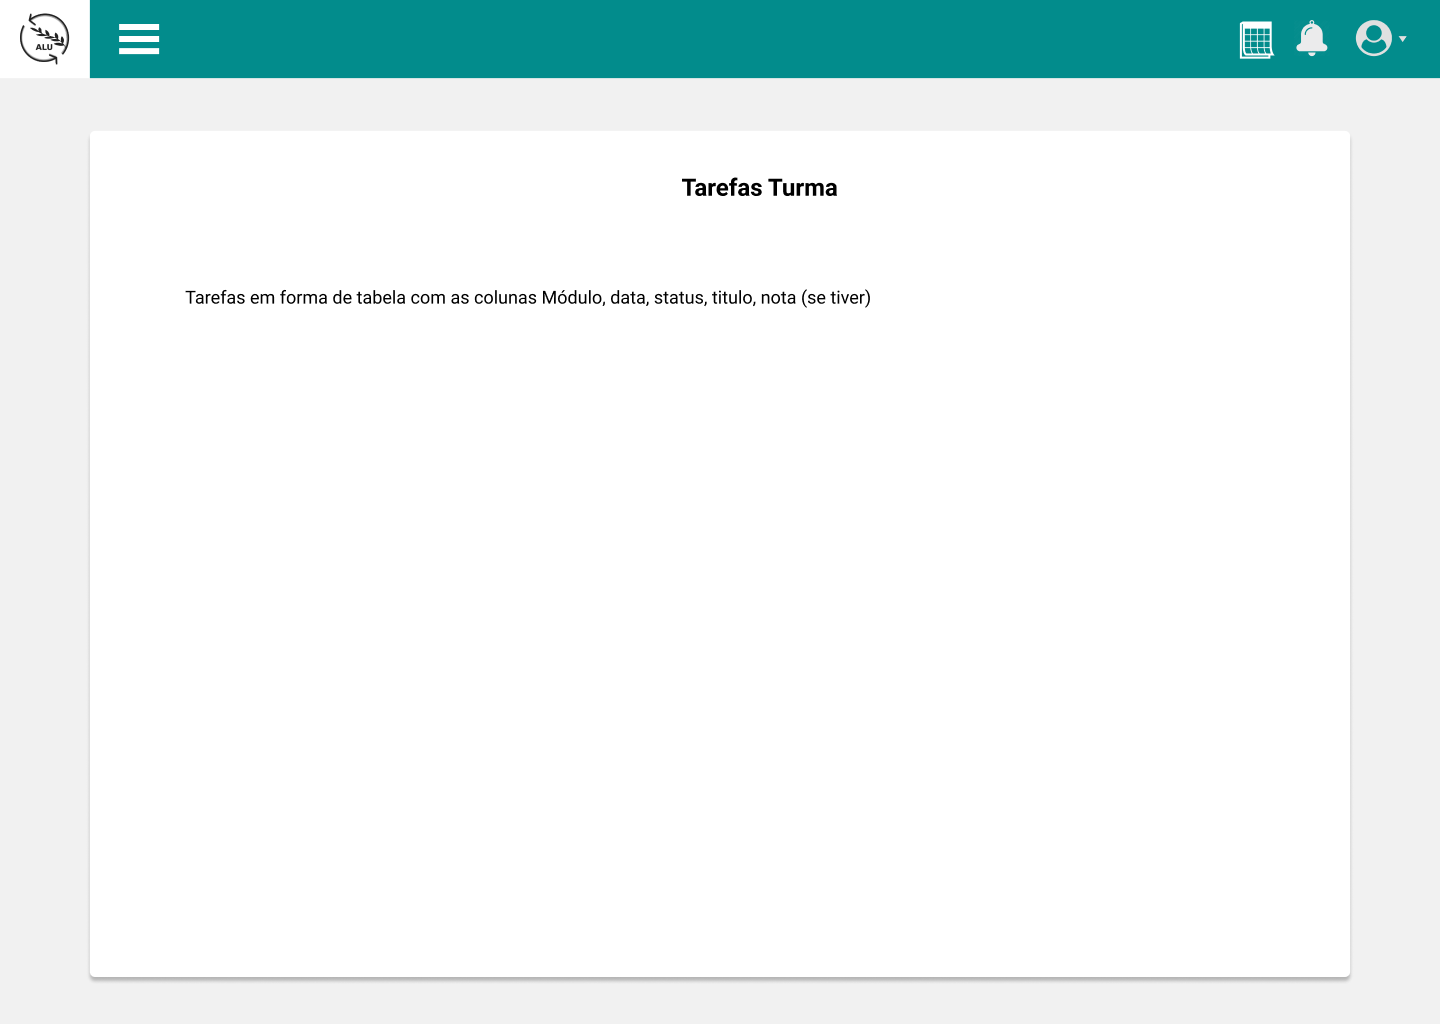 ALU
Tarefas Turma
Tarefas em forma de tabela com as colunas Módulo, data, status, titulo, nota (se tiver)